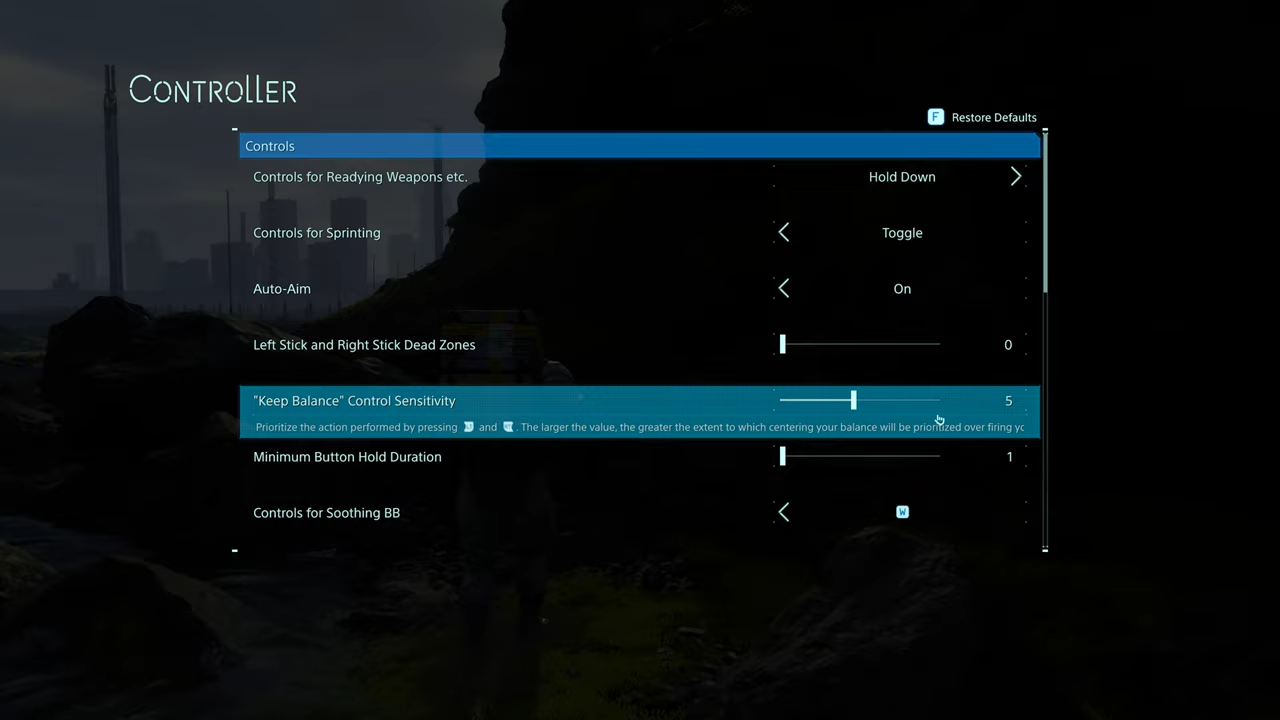 Controller
F Restore Defaults
Controls
Controls for Readying Weapons etc. Hold Down
Controls for Sprinting Toggle
Auto-Aim On
Left Stick and Right Stick Dead Zones 0
"Keep Balance" Control Sensitivity 5
Prioritize the action performed by pressing and . The larger the value, the greater the extent to which centering your balance will be prioritized over firing yo
Minimum Button Hold Duration 1
Controls for Soothing BB W